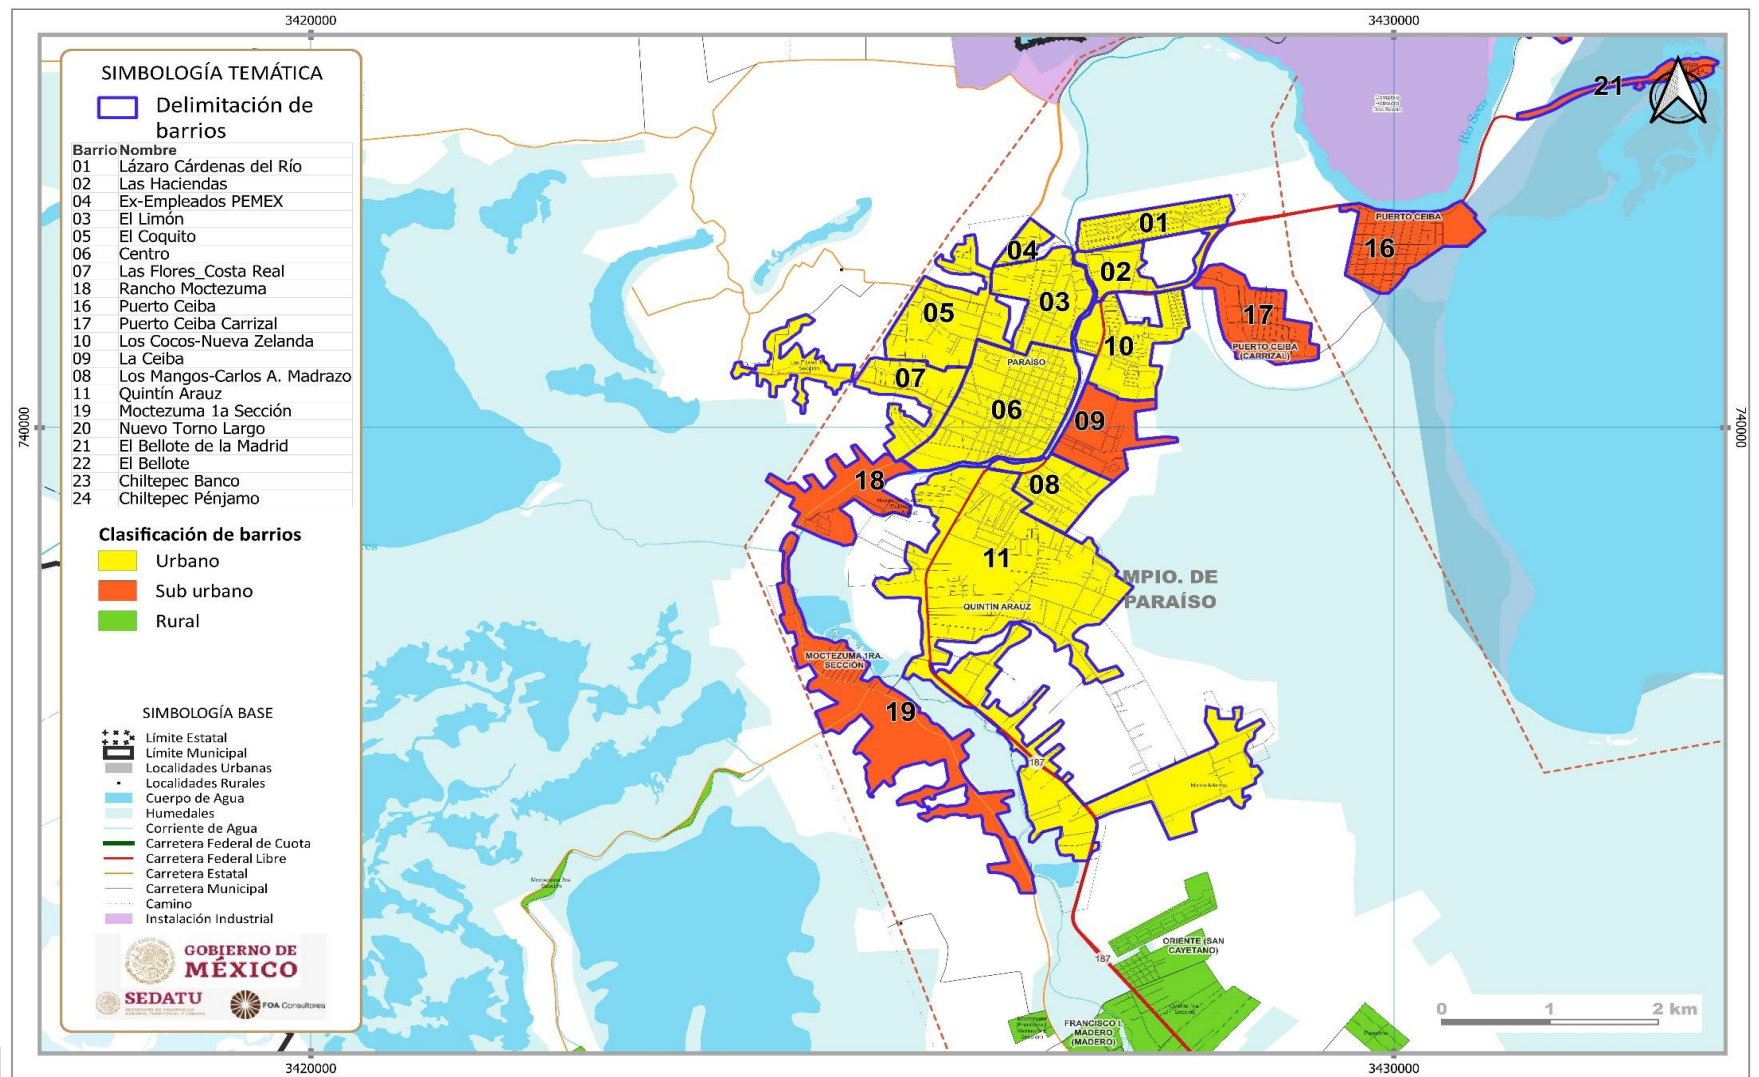 3420000
3430000
SIMBOLOGÍA TEMÁTICA
Delimitación de
barrios
Barrio Nombre
01 Lázaro Cárdenas del Río
02 Las Haciendas
04 Ex-Empleados PEMEX
03 El Limón
05 El Coquito
06 Centro
07 Las Flores_Costa Real
18 Rancho Moctezuma
16 Puerto Ceiba
17 Puerto Ceiba Carrizal
10 Los Cocos-Nueva Zelanda
09 La Ceiba
08 Los Mangos-Carlos A. Madrazo
11 Quintín Arauz
19 Moctezuma 1a Sección
20 Nuevo Torno Largo
21 El Bellote de la Madrid
22 El Bellote
23 Chiltepec Banco
24 Chiltepec Pénjamo
Clasificación de barrios
Urbano
Sub urbano
Rural
SIMBOLOGÍA BASE
Límite Estatal
Límite Municipal
Localidades Urbanas
Localidades Rurales
Cuerpo de Agua
Humedales
Corriente de Agua
Carretera Federal de Cuota
Carretera Federal Libre
Carretera Estatal
Carretera Municipal
Camino
Instalación Industrial
GOBIERNO DE
MÉXICO
SEDATU
FOA Consultores
740000
740000
21
Río Seco
01
PUERTO CEIBA
16
04
02
03
05
17
PUERTO CEIBA
(CARRIZAL)
10
PARAÍSO
07
06
09
18
08
11
MPIO. DE
PARAÍSO
QUINTÍN ARAUZ
MOCTEZUMA 1RA.
SECCIÓN
19
187
ORIENTE (SAN
CAYETANO)
187
FRANCISCO I.
MADERO
(MADERO)
0 1 2 km
3420000
3430000